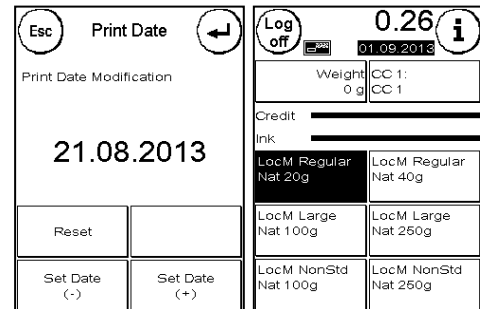 Esc
Print Date
Print Date Modification
21.08.2013
Reset
Set Date
(-)
Set Date
(+)
Log
off
0.26
i
01.09.2013
Weight
0 g
CC 1:
CC 1
Credit
Ink
LocM Regular
Nat 20g
LocM Regular
Nat 40g
LocM Large
Nat 100g
LocM Large
Nat 250g
LocM NonStd
Nat 100g
LocM NonStd
Nat 250g